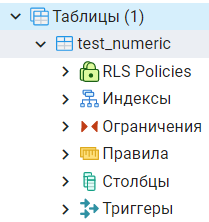 Таблицы (1)
test_numeric
RLS Policies
Индексы
Ограничения
Правила
Столбцы
Триггеры